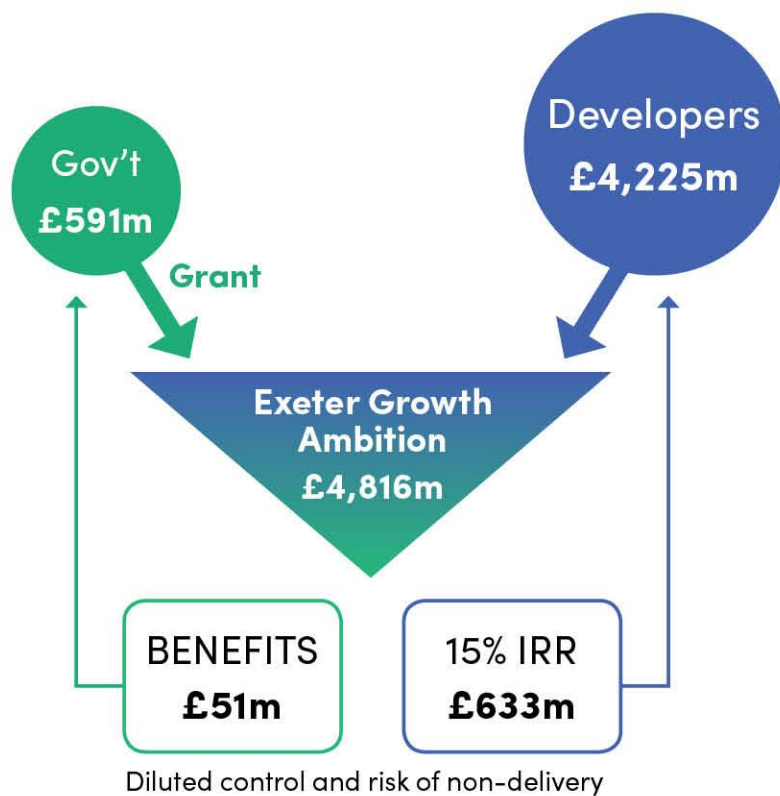 Gov't
£591m
Developers
£4,225m
Grant
Exeter Growth
Ambition
£4,816m
BENEFITS
£51m
15% IRR
£633m
Diluted control and risk of non-delivery